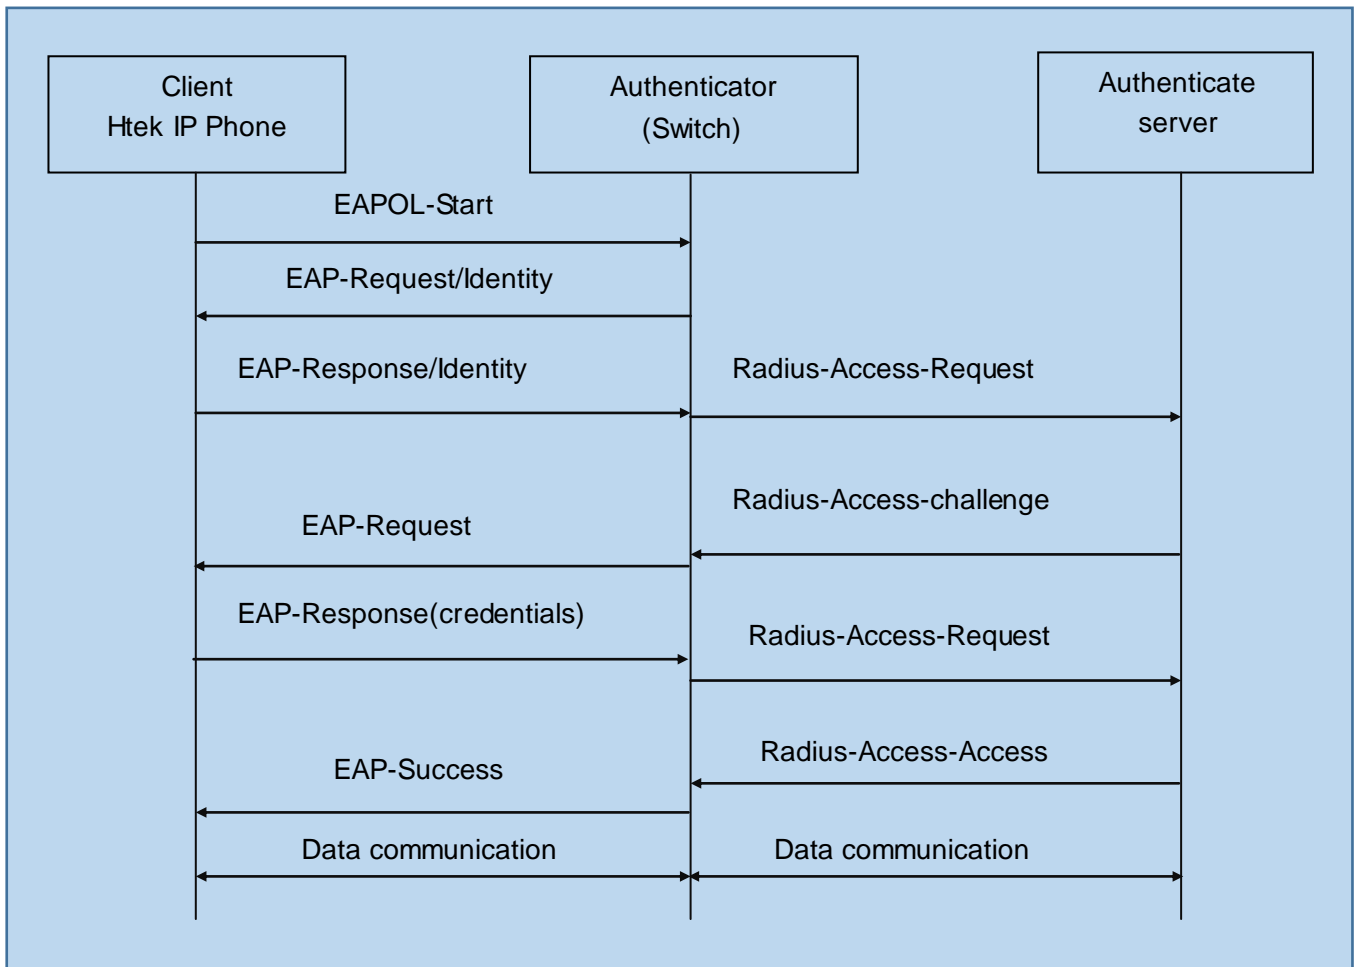 Client
Htek IP Phone
Authenticator
(Switch)
Authenticate
server
EAPOL-Start
EAP-Request/Identity
EAP-Response/Identity
Radius-Access-Request
Radius-Access-challenge
EAP-Request
EAP-Response(credentials)
Radius-Access-Request
Radius-Access-Access
EAP-Success
Data communication
Data communication